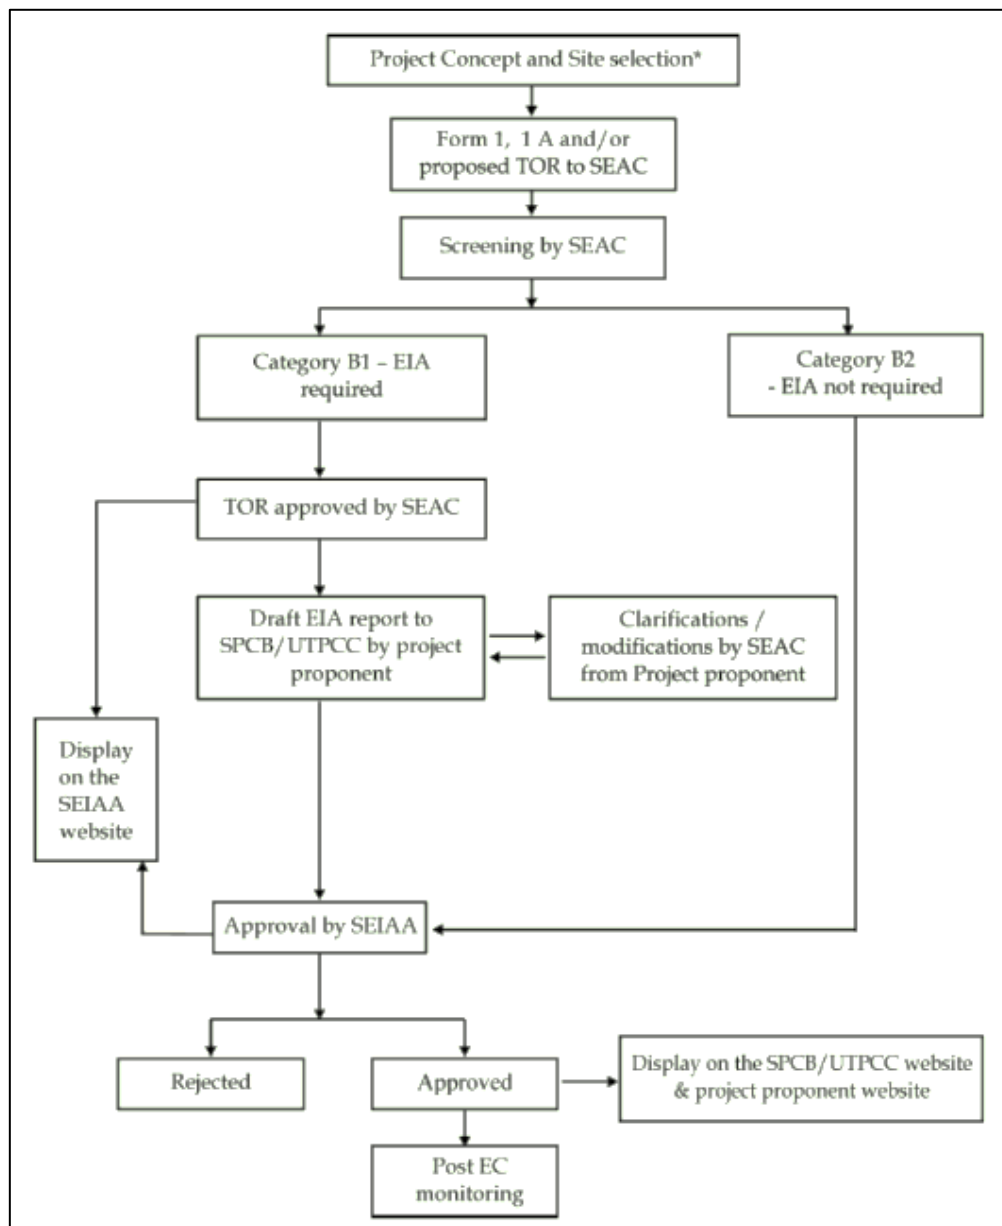 Project Concept and Site selection*
Form 1, 1 A and/or
proposed TOR to SEAC
Screening by SEAC
Category B1 – EIA
required
Category B2
- EIA not required
TOR approved by SEAC
Draft EIA report to
SPCB/UTPCC by project
proponent
Clarifications /
modifications by SEAC
from Project proponent
Display
on the
SEIAA
website
Approval by SEIAA
Rejected
Approved
Display on the SPCB/UTPCC website
& project proponent website
Post EC
monitoring